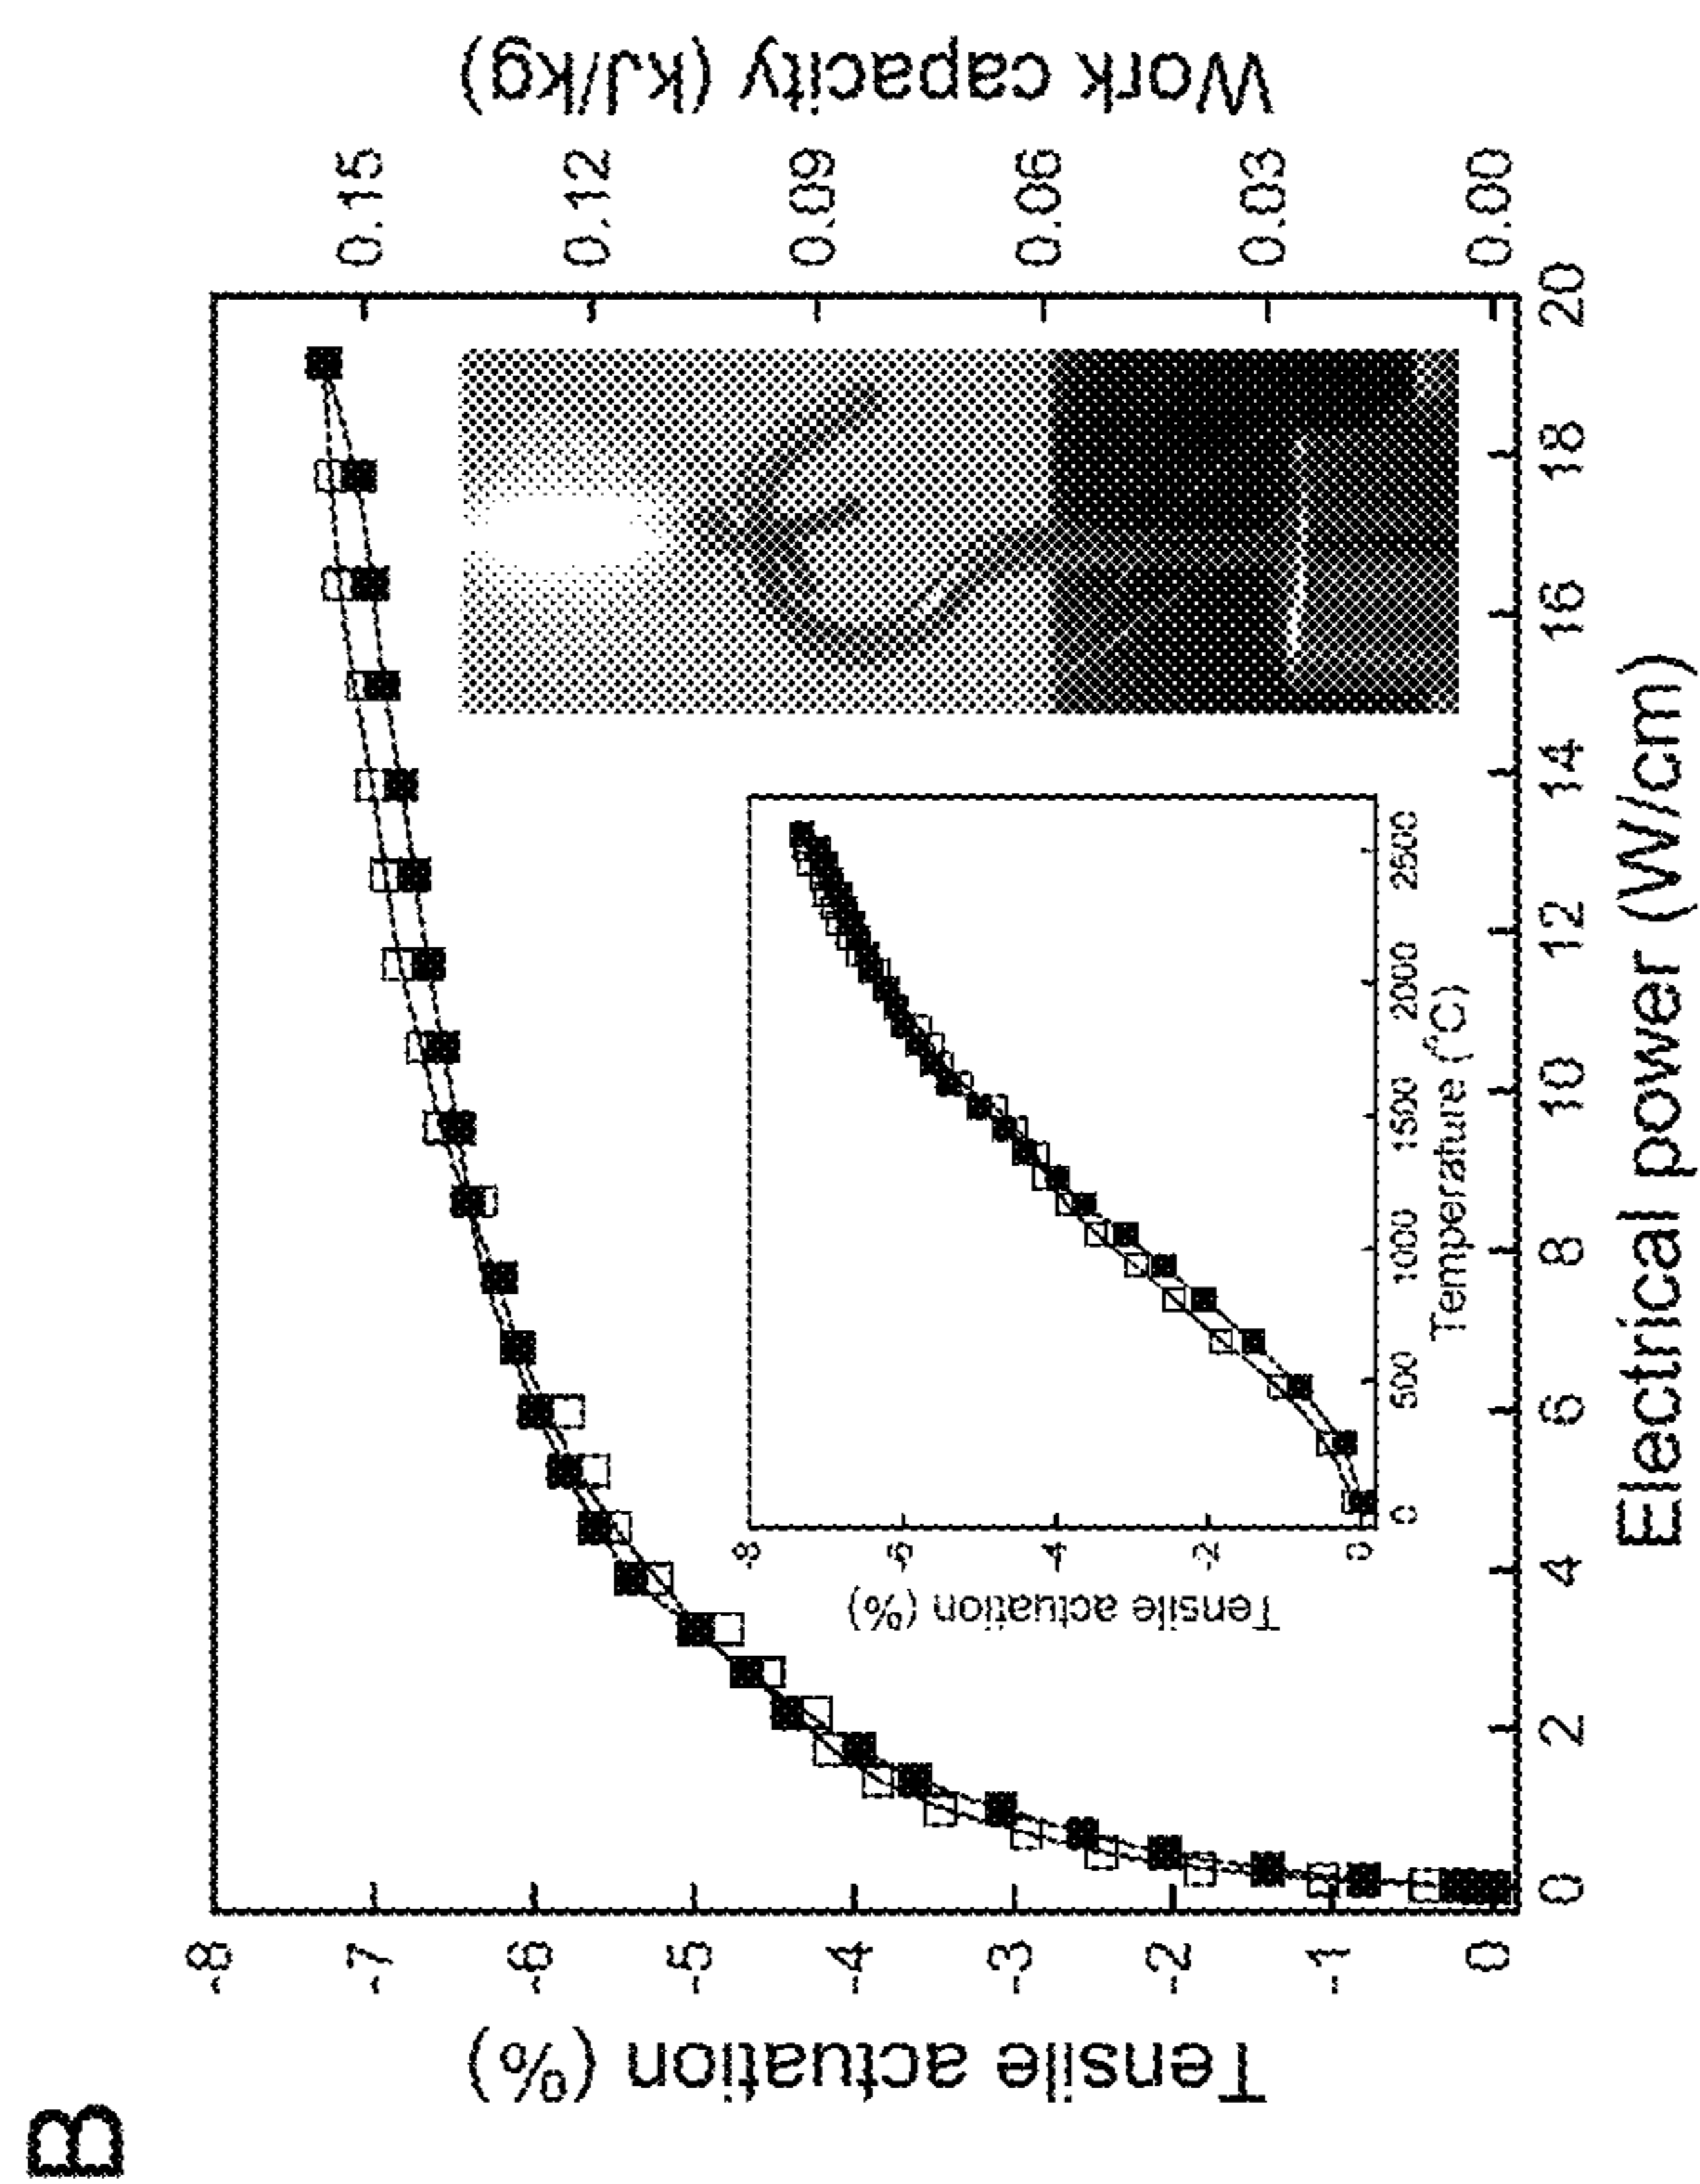 B
Tensile actuation (%)
-8
-7
-6
-5
-4
-3
-2
-1
0
0 2 4 6 8 10 12 14 16 18 20
Electrical power (W/cm)
Work capacity (kJ/kg)
0.15
0.12
0.09
0.06
0.03
0.00
Tensile actuation (%)
-8
-6
-4
-2
0
0 500 1000 1500 2000 2500
Temperature (°C)